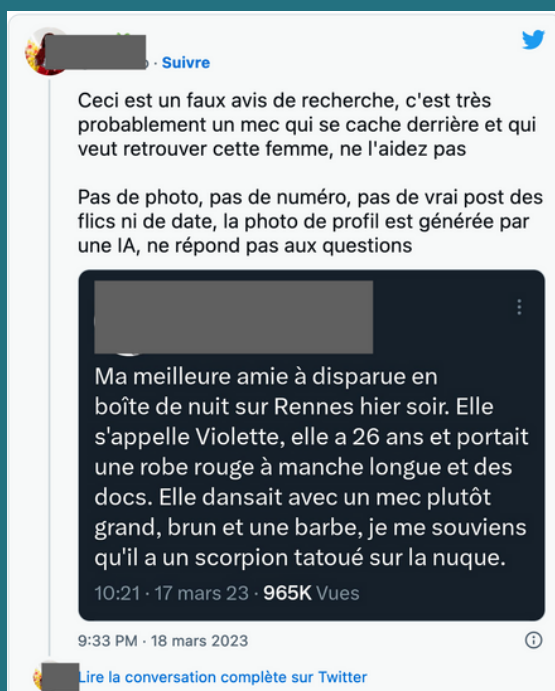 · Suivre
Ceci est un faux avis de recherche, c'est très
probablement un mec qui se cache derrière et qui
veut retrouver cette femme, ne l'aidez pas
Pas de photo, pas de numéro, pas de vrai post des
flics ni de date, la photo de profil est générée par
une IA, ne répond pas aux questions
Ma meilleure amie à disparue en
boîte de nuit sur Rennes hier soir. Elle
s'appelle Violette, elle a 26 ans et portait
une robe rouge à manche longue et des
docs. Elle dansait avec un mec plutôt
grand, brun et une barbe, je me souviens
qu'il a un scorpion tatoué sur la nuque.
10:21 · 17 mars 23 · 965K Vues
9:33 PM · 18 mars 2023
Lire la conversation complète sur Twitter